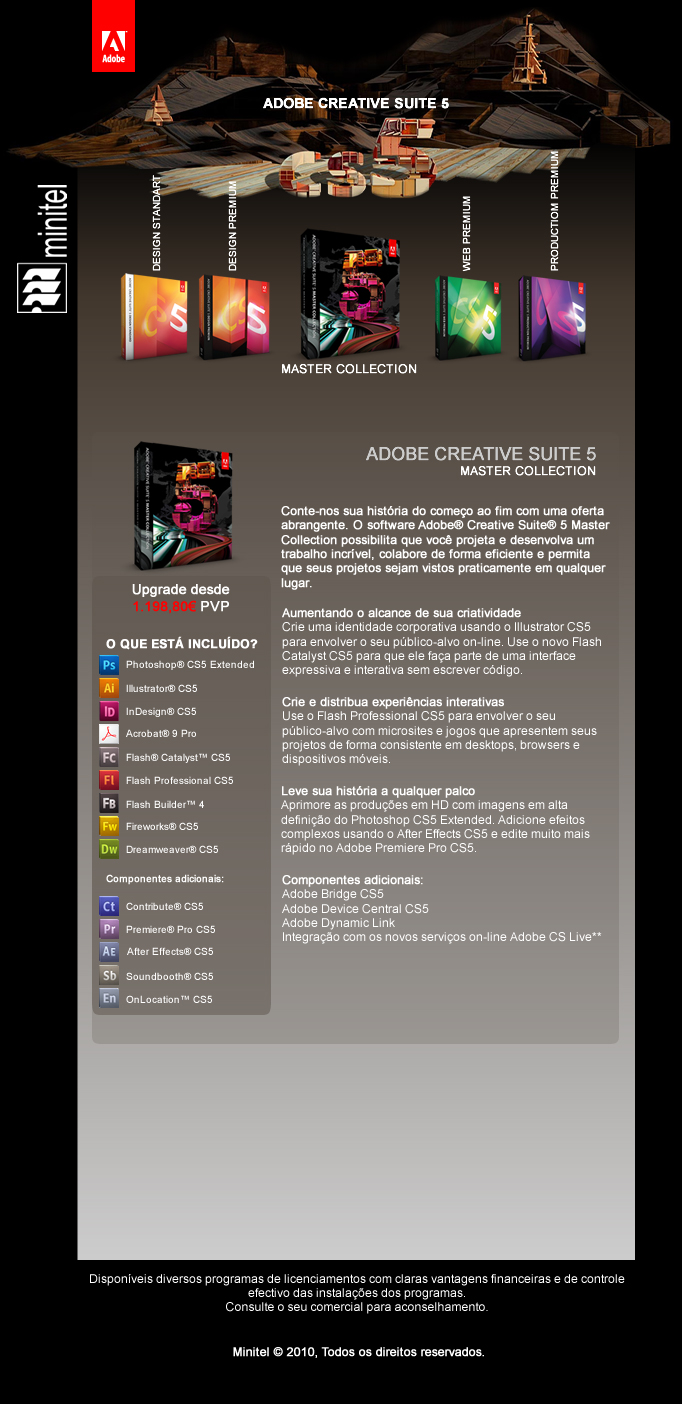 Adobe
ADOBE CREATIVE SUITE 5
CS5
minitel
DESIGN STANDART
DESIGN PREMIUM
WEB PREMIUM
PRODUCTIOM PREMIUM
MASTER COLLECTION
ADOBE CREATIVE SUITE 5
MASTER COLLECTION
Upgrade desde
1.198,80€ PVP
O QUE ESTÁ INCLUÍDO?
Ps Photoshop® CS5 Extended
Ai Illustrator® CS5
ID InDesign® CS5
Acrobat® 9 Pro
FC Flash® Catalyst™ CS5
Fl Flash Professional CS5
FB Flash Builder™ 4
Fw Fireworks® CS5
Dw Dreamweaver® CS5
Componentes adicionais:
Ct Contribute® CS5
Pr Premiere® Pro CS5
AE After Effects® CS5
Sb Soundbooth® CS5
En OnLocation™ CS5
Conte-nos sua história do começo ao fim com uma oferta
abrangente. O software Adobe® Creative Suite® 5 Master
Collection possibilita que você projeta e desenvolva um
trabalho incrível, colabore de forma eficiente e permita
que seus projetos sejam vistos praticamente em qualquer
lugar.
Aumentando o alcance de sua criatividade
Crie uma identidade corporativa usando o Illustrator CS5
para envolver o seu público-alvo on-line. Use o novo Flash
Catalyst CS5 para que ele faça parte de uma interface
expressiva e interativa sem escrever código.
Crie e distribua experiências interativas
Use o Flash Professional CS5 para envolver o seu
público-alvo com microsites e jogos que apresentem seus
projetos de forma consistente em desktops, browsers e
dispositivos móveis.
Leve sua história a qualquer palco
Aprimore as produções em HD com imagens em alta
definição do Photoshop CS5 Extended. Adicione efeitos
complexos usando o After Effects CS5 e edite muito mais
rápido no Adobe Premiere Pro CS5.
Componentes adicionais:
Adobe Bridge CS5
Adobe Device Central CS5
Adobe Dynamic Link
Integração com os novos serviços on-line Adobe CS Live**
Disponíveis diversos programas de licenciamentos com claras vantagens financeiras e de controle
efectivo das instalações dos programas.
Consulte o seu comercial para aconselhamento.
Minitel © 2010, Todos os direitos reservados.